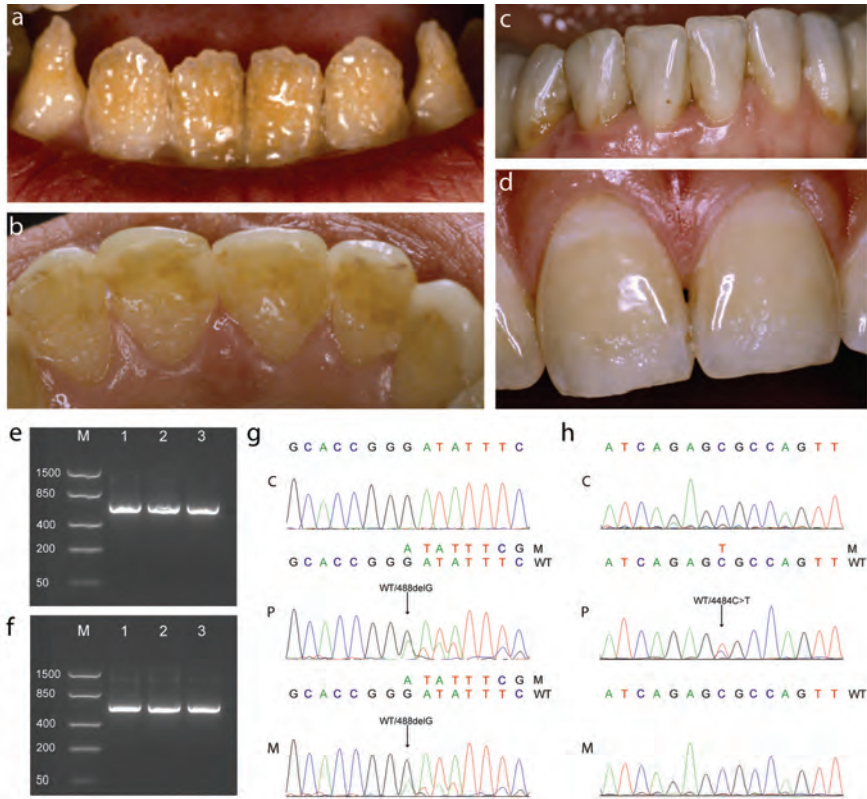 a
b
c
d
e
M 1 2 3
1500
850
400
200
50
f
M 1 2 3
1500
850
400
200
50
g
G C A C C G G G A T A T T T C
C
A T A T T T C G M
G C A C C G G G A T A T T T C WT
WT/488delG
P
A T A T T T C G M
G C A C C G G G A T A T T T C WT
WT/488delG
M
h
A T C A G A G C G C C A G T T
C
T M
A T C A G A G C G C C A G T T WT
WT/4484C>T
P
A T C A G A G C G C C A G T T WT
M